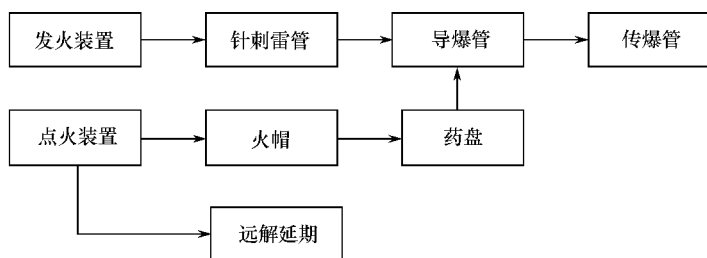 发火装置
针刺雷管
导爆管
传爆管
点火装置
火帽
药盘
远解延期